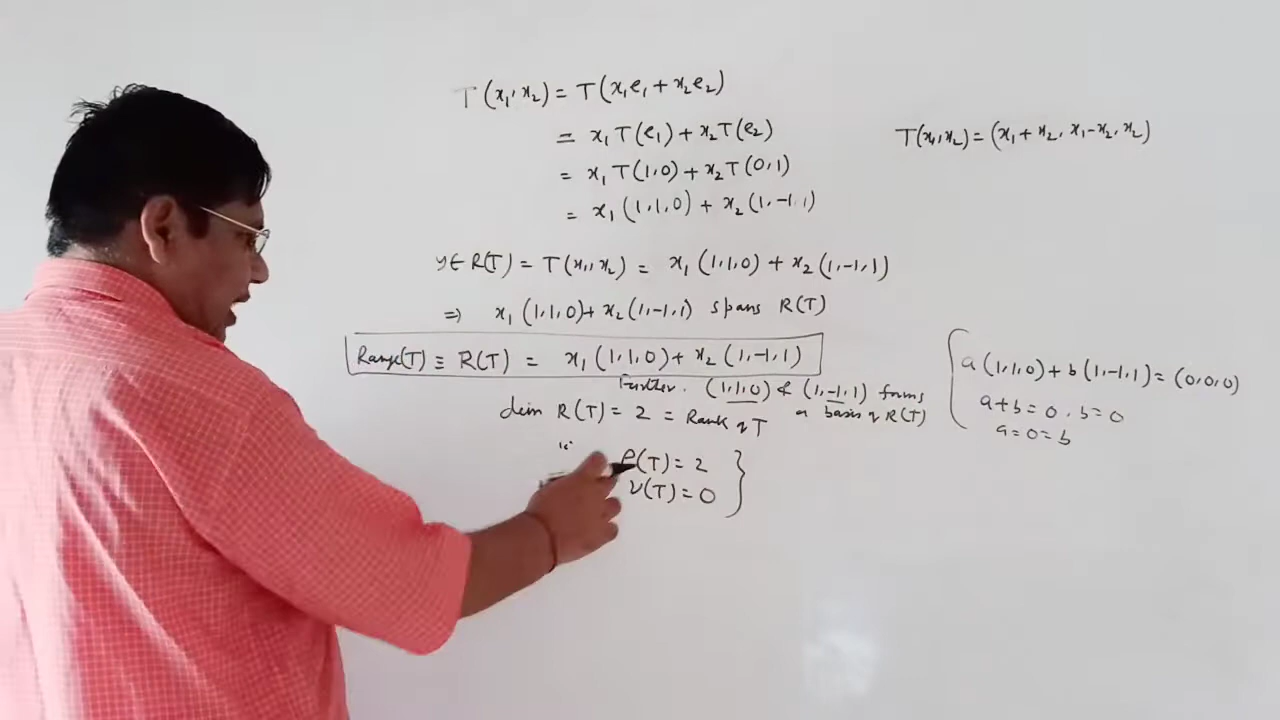 T(x₁, x₂) = T(x₁e₁ + x₂e₂)
= x₁T(e₁) + x₂T(e₂)
= x₁T(1,0) + x₂T(0,1)
= x₁(1,1,0) + x₂(1,-1,1)
T(x₁,x₂) = (x₁ + x₂, x₁-x₂, x₂)
y∈ R(T) = T(x₁, x₂) = x₁(1,1,0) + x₂(1,-1,1)
⇒ x₁(1,1,0) + x₂(1,-1,1) spans R(T)
Range(T) ≡ R(T) = x₁(1,1,0) + x₂(1,-1,1)
Further. (1,1,0) & (1,-1,1) forms
a basis of R(T)
dim R(T) = 2 = Rank of T
ie
ρ(T) = 2
ν(T) = 0
a(1,1,0) + b(1,-1,1) = (0,0,0)
a+b=0, b=0
a=0=b